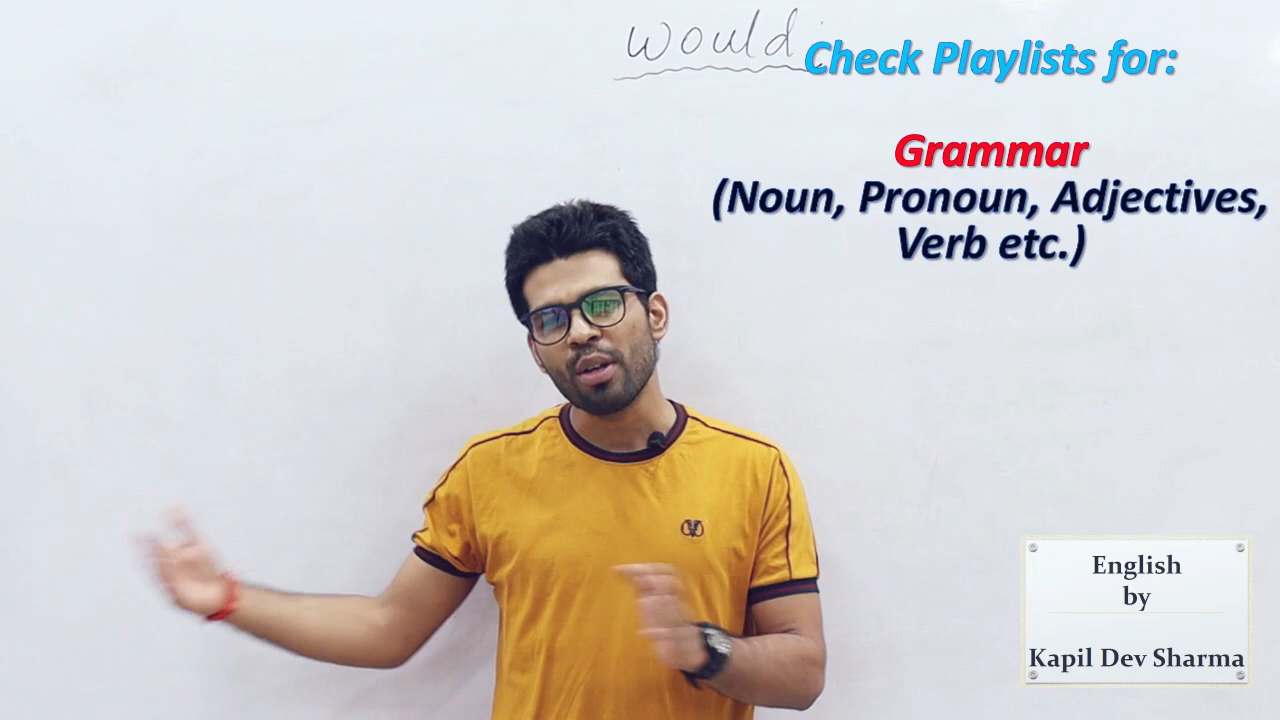 would
Check Playlists for:
Grammar
(Noun, Pronoun, Adjectives,
Verb etc.)
English
by
Kapil Dev Sharma